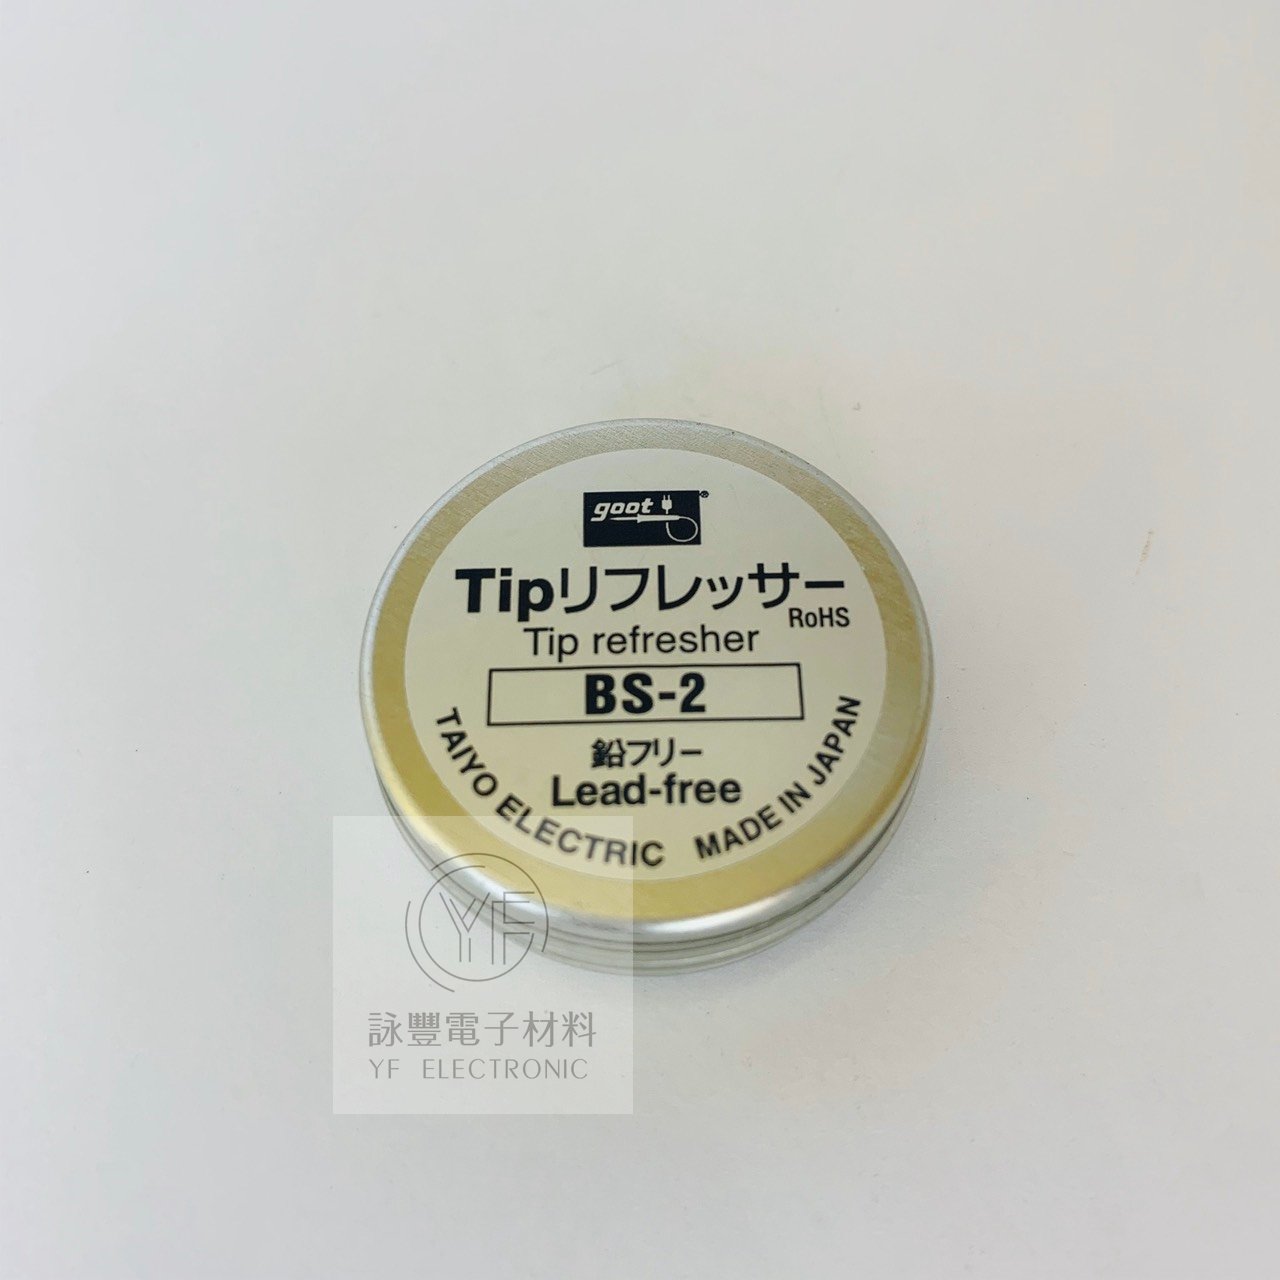 goot®
Tipリフレッサー
RoHS
Tip refresher
BS-2
鉛フリー
Lead-free
TAIYO ELECTRIC MADE IN JAPAN
YF
詠豐電子材料
YF ELECTRONIC